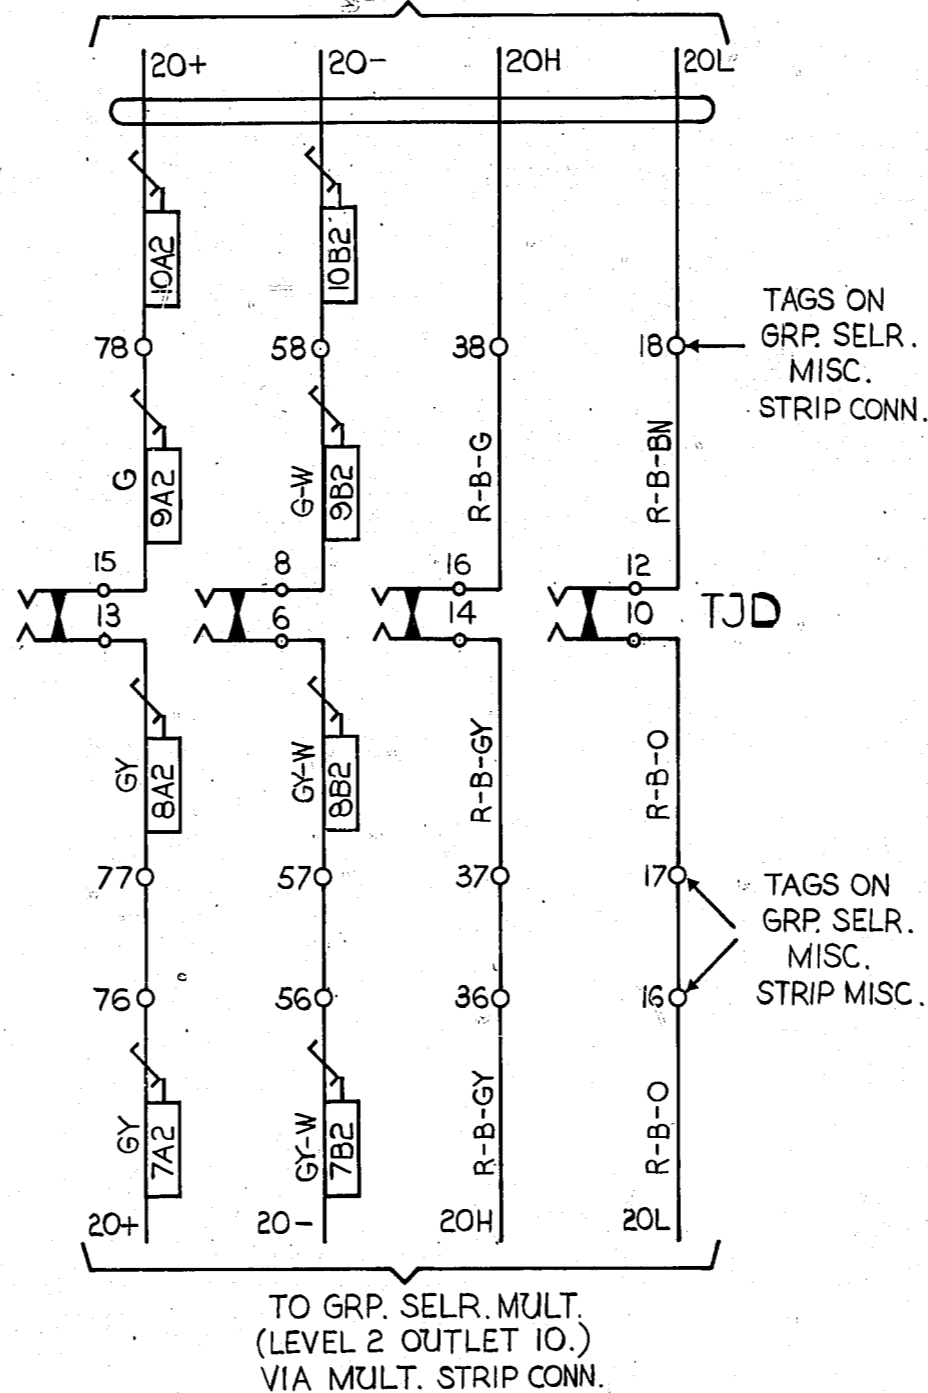 20+ 20- 20H 20L
10A2 10B2
78 58 38 18
TAGS ON
GRP. SELR.
MISC.
STRIP CONN.
G 9A2 G-W 9B2 R-B-G R-B-BN
15 8 16 12
13 6 14 10 TJD
GY 8A2 GY-W 8B2 R-B-GY R-B-O
77 57 37 17
TAGS ON
GRP. SELR.
MISC.
STRIP MISC.
76 56 36 16
GY 7A2 GY-W 7B2 R-B-GY R-B-O
20+ 20- 20H 20L
TO GRP. SELR. MULT.
(LEVEL 2 OUTLET 10.)
VIA MULT. STRIP CONN.